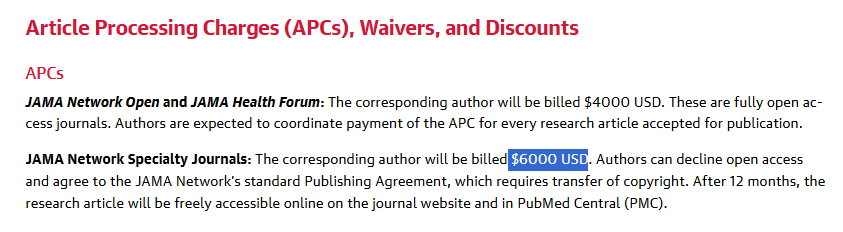 Article Processing Charges (APCs), Waivers, and Discounts
APCs
JAMA Network Open and JAMA Health Forum: The corresponding author will be billed $4000 USD. These are fully open ac-
cess journals. Authors are expected to coordinate payment of the APC for every research article accepted for publication.
JAMA Network Specialty Journals: The corresponding author will be billed $6000 USD. Authors can decline open access
and agree to the JAMA Network's standard Publishing Agreement, which requires transfer of copyright. After 12 months, the
research article will be freely accessible online on the journal website and in PubMed Central (PMC).